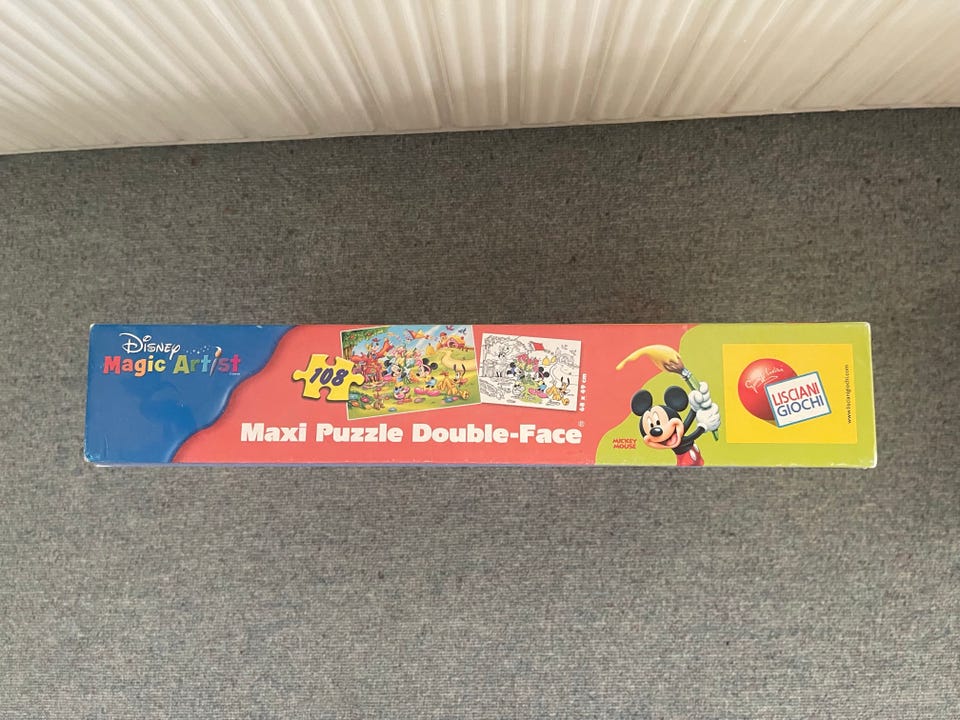 Disney
Magic Artist
108
68 x 49 cm
Maxi Puzzle Double-Face®
MICKEY
MOUSE
LISCIANI
GIOCHI
www.liscianigiochi.com